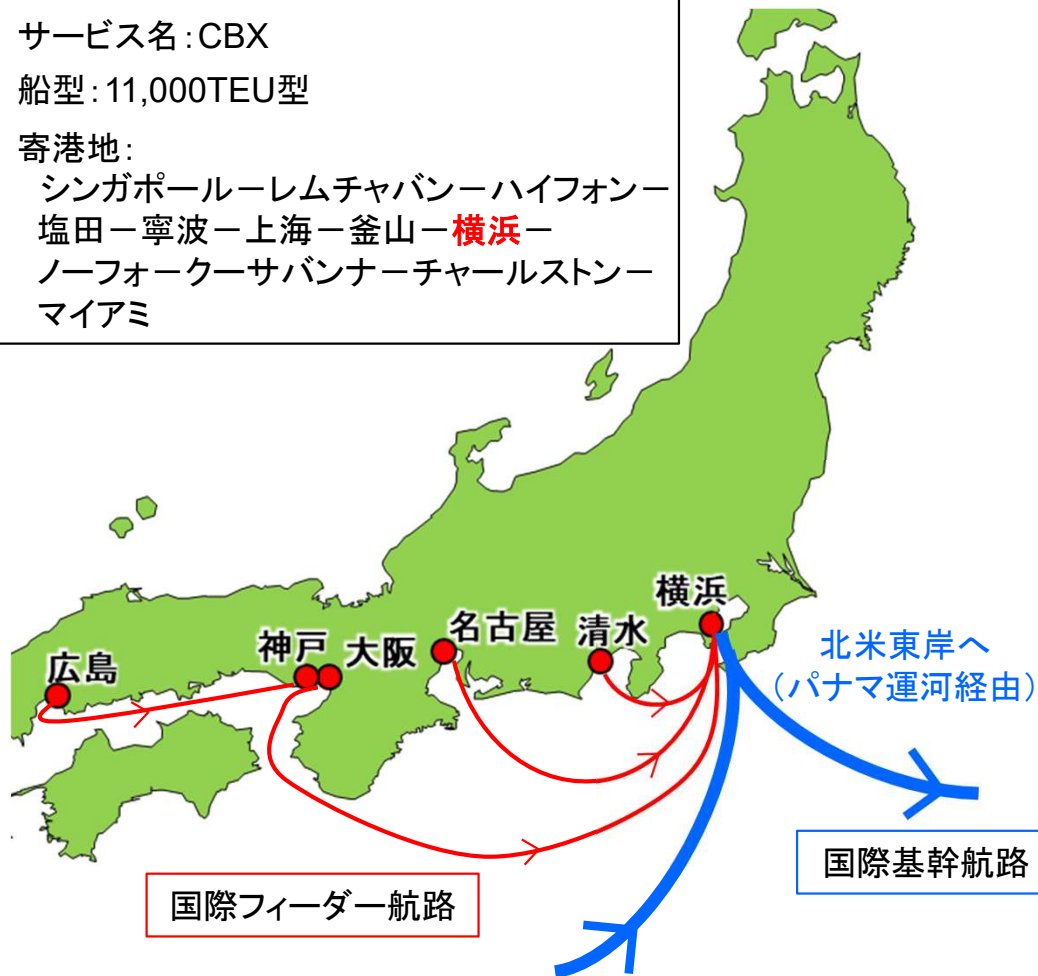 サービス名：CBX
船型：11,000TEU型
寄港地：
シンガポールーレムチャバンーハイフォンー
塩田－寧波－上海－釜山－横浜－
ノーフォークーサバンナーチャールストンー
マイアミ
横浜
名古屋
清水
神戸
大阪
広島
北米東岸へ
（パナマ運河経由）
国際基幹航路
国際フィーダー航路